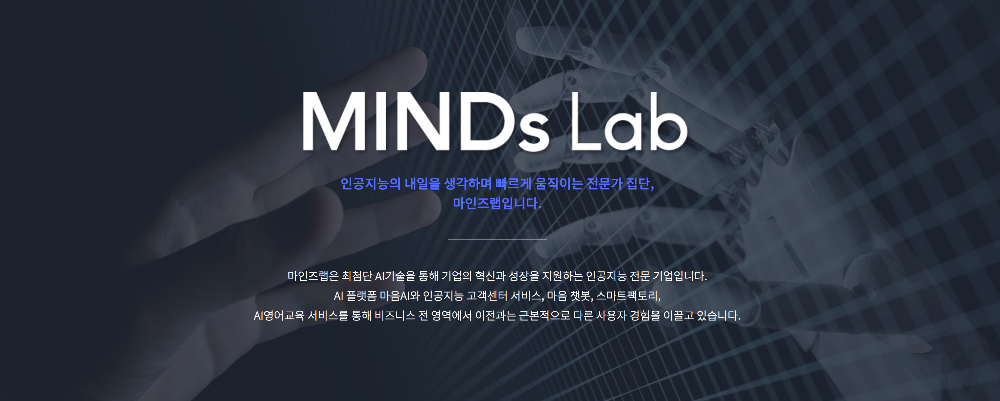 MINDs Lab
인공지능의 내일을 생각하며 빠르게 움직이는 전문가 집단,
마인즈랩입니다.
마인즈랩은 최첨단 AI기술을 통해 기업의 혁신과 성장을 지원하는 인공지능 전문 기업입니다.
AI 플랫폼 마음AI와 인공지능 고객센터 서비스, 마음 챗봇, 스마트팩토리,
AI영어교육 서비스를 통해 비즈니스 전 영역에서 이전과는 근본적으로 다른 사용자 경험을 이끌고 있습니다.